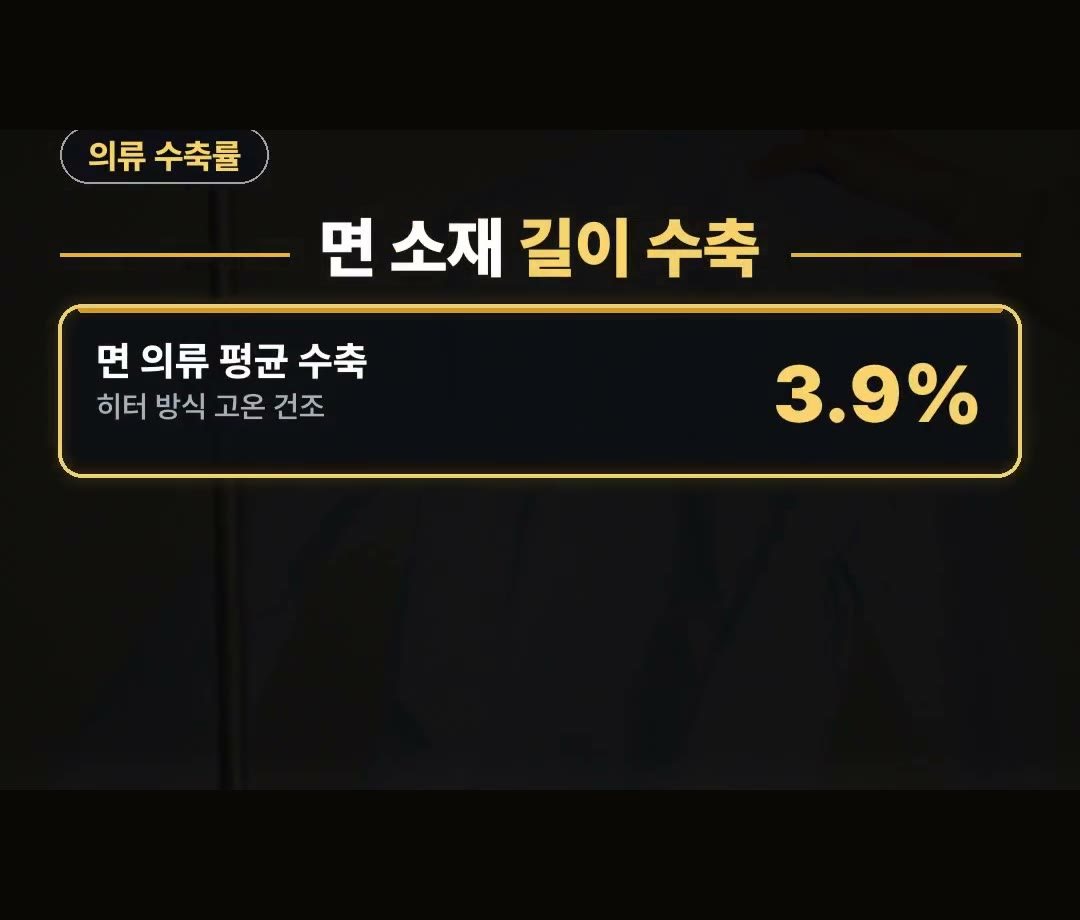 의류 수축률
면 소재 길이 수축
면 의류 평균 수축
히터 방식 고온 건조
3.9%